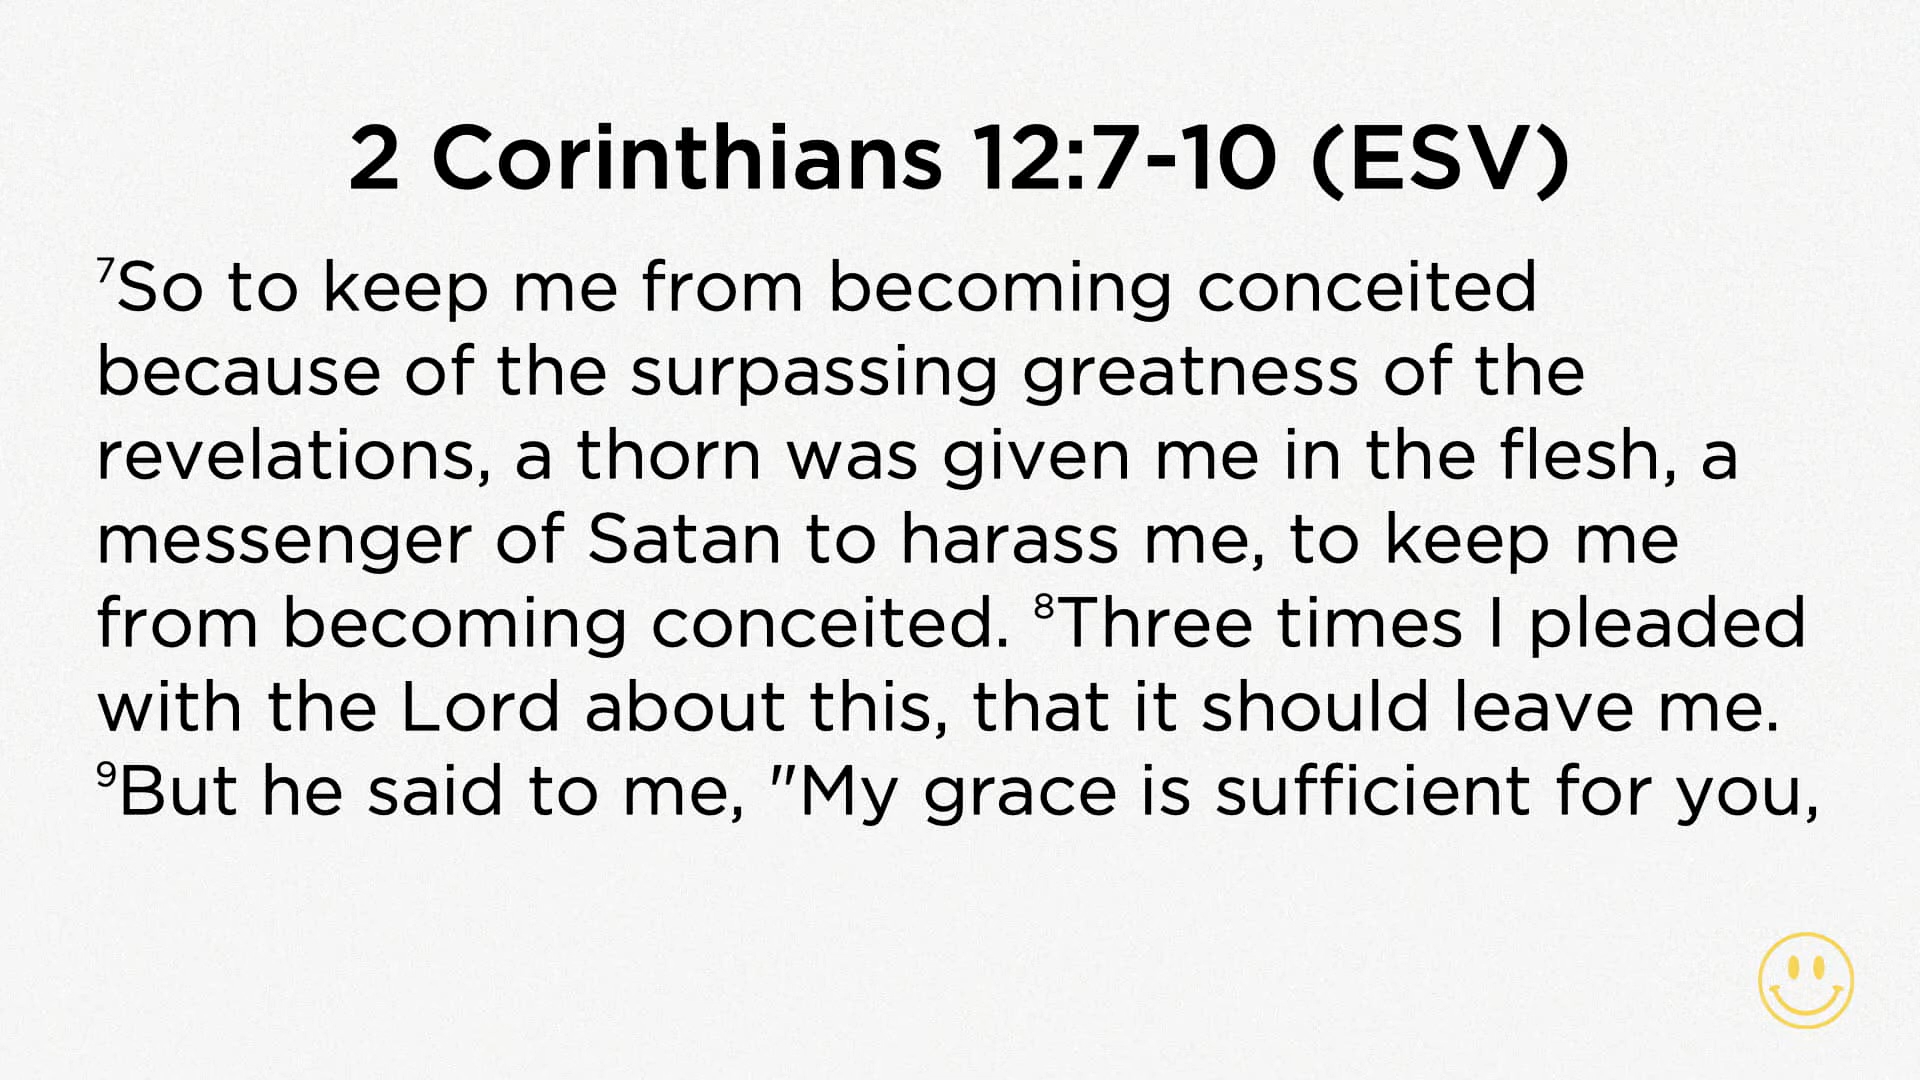 2 Corinthians 12:7-10 (ESV)
⁷So to keep me from becoming conceited
because of the surpassing greatness of the
revelations, a thorn was given me in the flesh, a
messenger of Satan to harass me, to keep me
from becoming conceited. ⁸Three times I pleaded
with the Lord about this, that it should leave me.
⁹But he said to me, "My grace is sufficient for you,